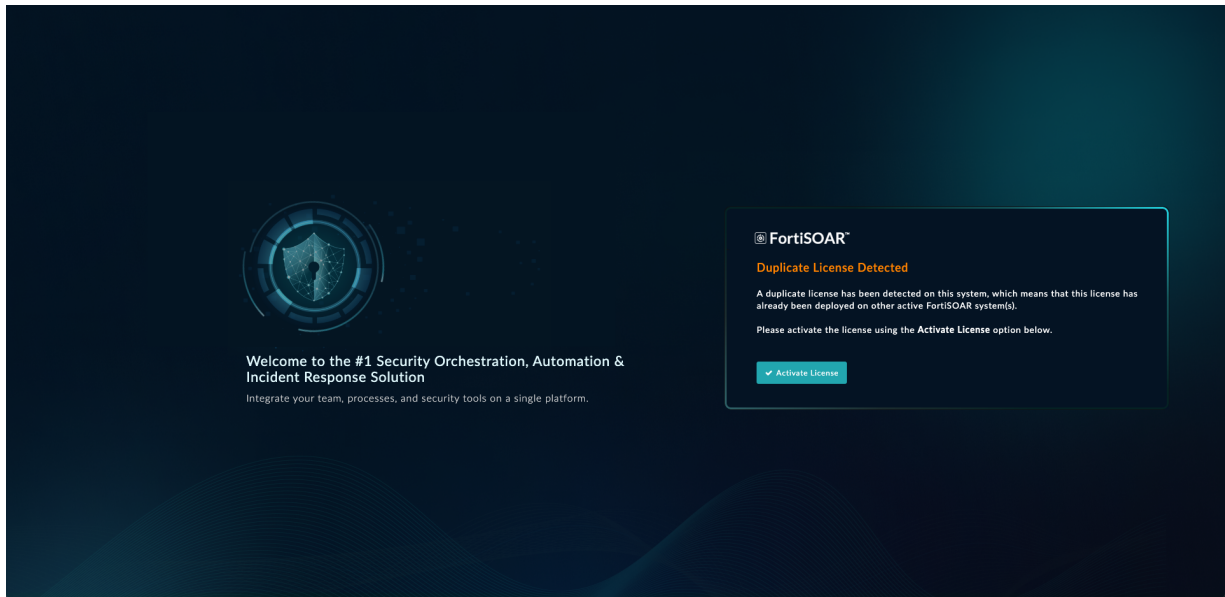 Welcome to the #1 Security Orchestration, Automation &
Incident Response Solution
Integrate your team, processes, and security tools on a single platform.
FortiSOAR™
Duplicate License Detected
A duplicate license has been detected on this system, which means that this license has
already been deployed on other active FortiSOAR system(s).
Please activate the license using the Activate License option below.
Activate License